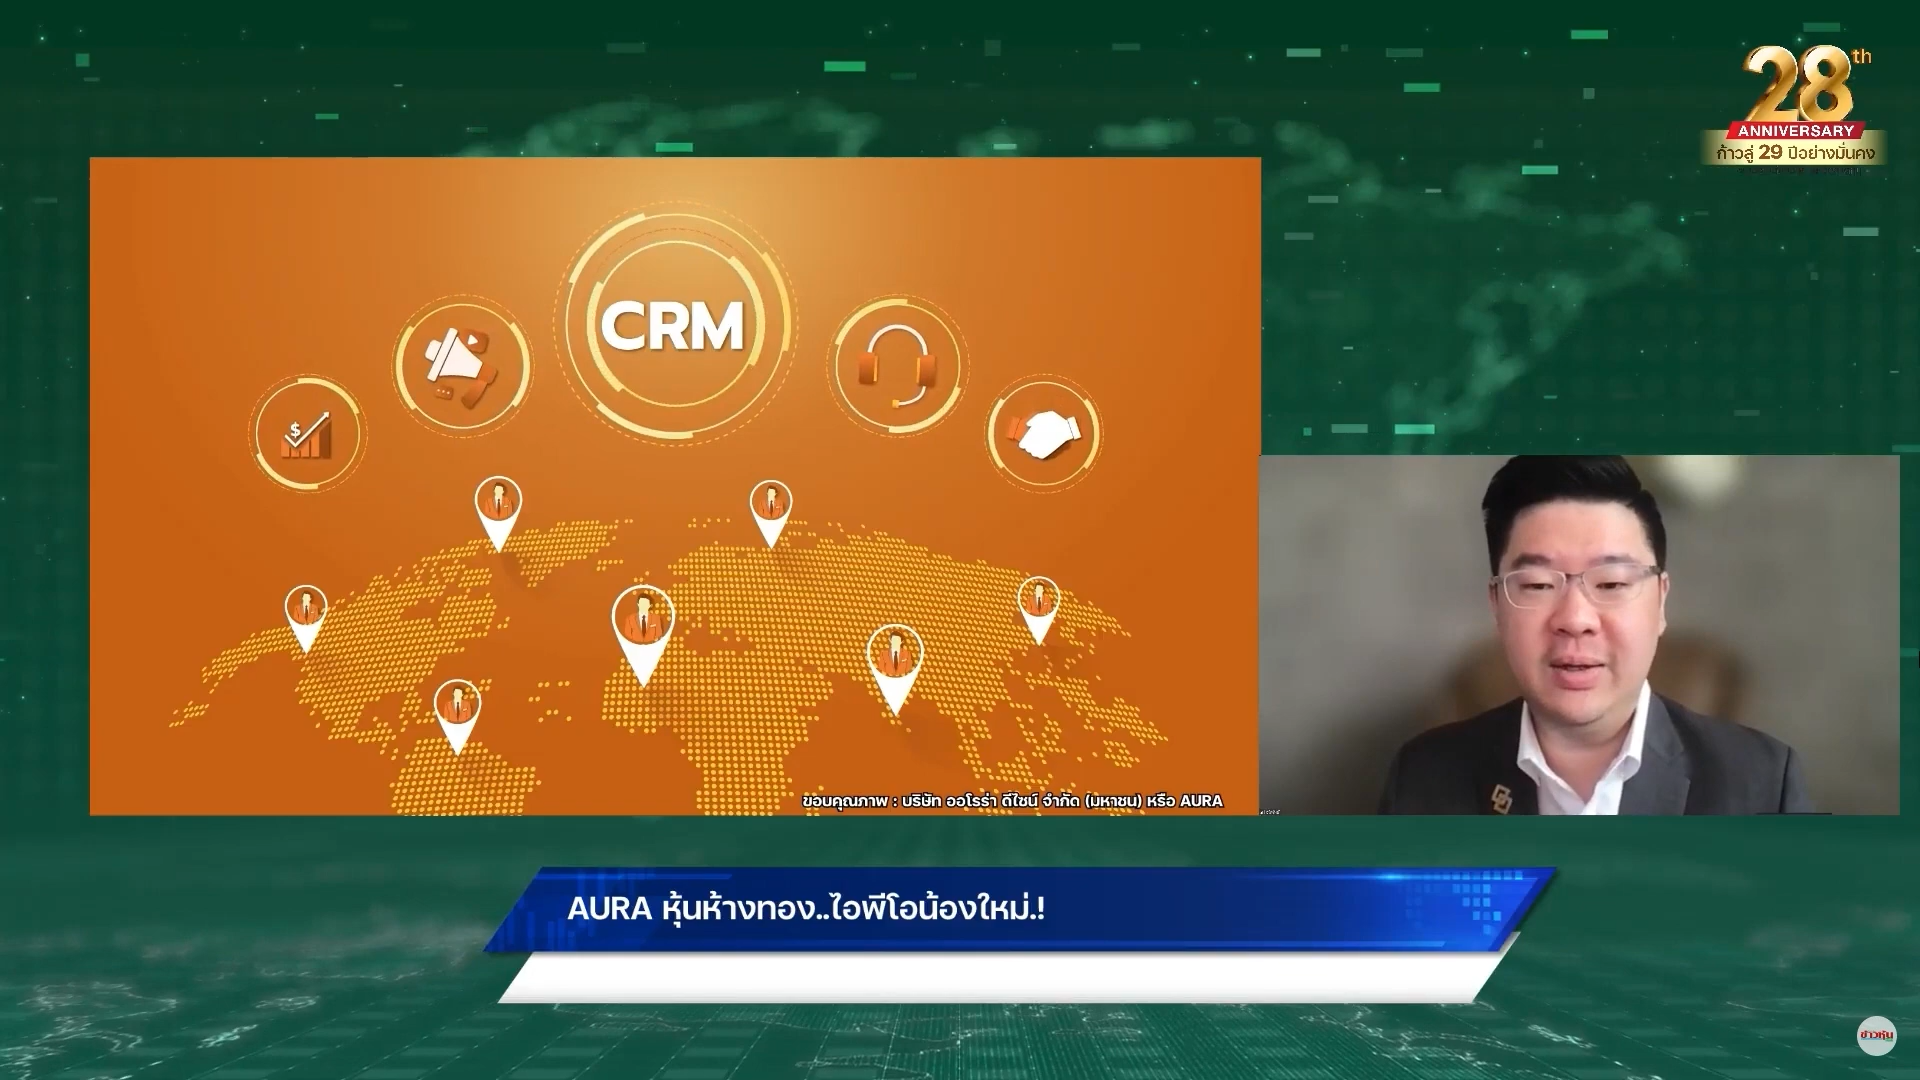 28th
ANNIVERSARY
ก้าวสู่ 29 ปีอย่างมั่นคง
CRM
$
ขอบคุณภาพ : บริษัท ออโรร่า ดีไซน์ จำกัด (มหาชน) หรือ AURA
AURA หุ้นห้างทอง..ไอพีโอน้องใหม่.!
ข่าวหุ้น